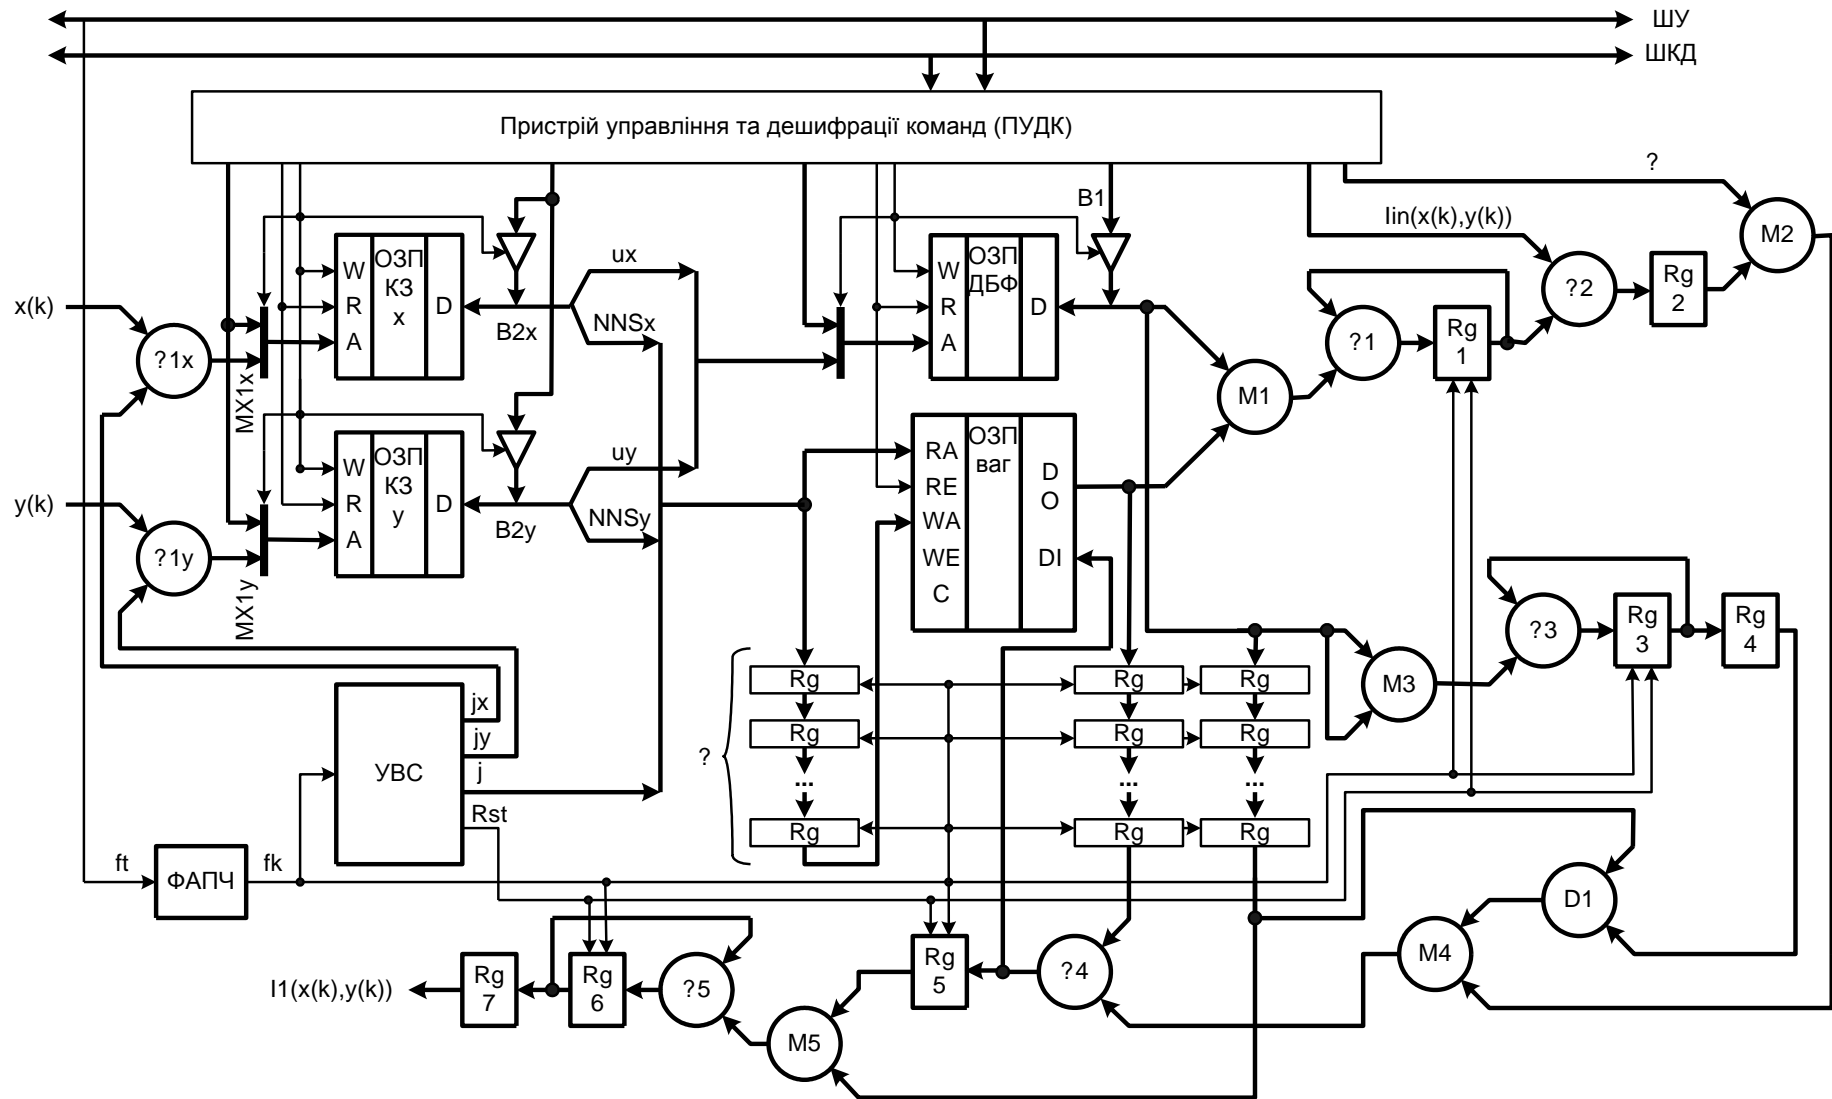 ШУ
ШКД
Пристрій управління та дешифрації команд (ПУДК)
?
B1
Iin(x(k),y(k))
M2
ОЗП
КЗ
x
W
R
A
D
ux
NNSx
B2x
ОЗП
ДБФ
W
R
A
D
?2
Rg
2
x(k)
?1x
MX1x
?1
Rg
1
M1
ОЗП
КЗ
y
W
R
A
D
uy
NNSy
B2y
ОЗП
ваг
RA
RE
WA
WE
C
D
O
DI
y(k)
?1y
MX1y
?3
Rg
3
Rg
4
M3
УВС
jx
jy
j
Rst
?
Rg
Rg
...
Rg
Rg
Rg
...
Rg
Rg
Rg
...
Rg
ft
ФАПЧ
fk
D1
M4
I1(x(k),y(k))
Rg
7
Rg
6
?5
Rg
5
?4
M5